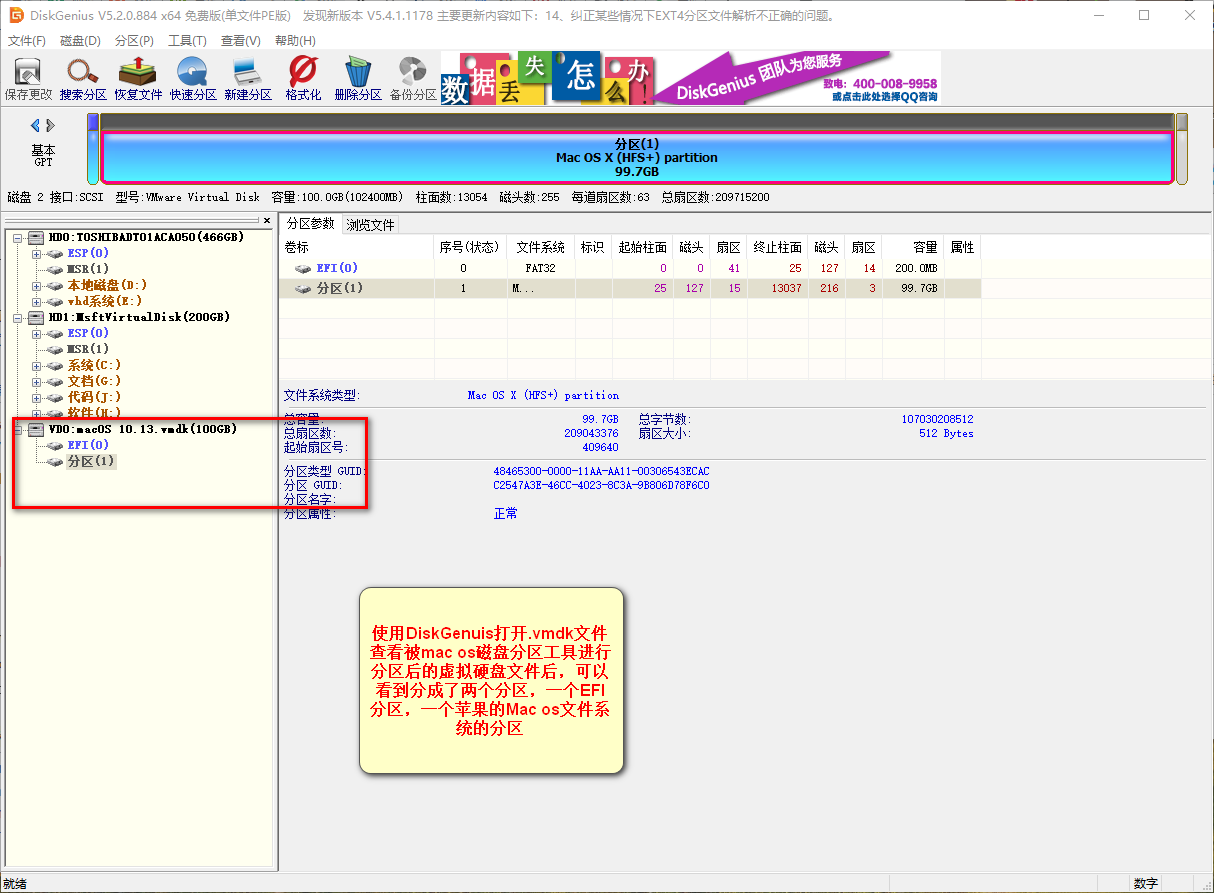 DiskGenius V5.2.0.884 x64 免费版(单文件PE版) 发现新版本 V5.4.1.1178 主要更新内容如下：14、纠正某些情况下EXT4分区文件解析不正确的问题。
文件(F) 磁盘(D) 分区(P) 工具(T) 查看(V) 帮助(H)
保存更改 搜索分区 恢复文件 快速分区 新建分区 格式化 删除分区 备份分区
数据丢失怎么办！
DiskGenius 团队为您服务
致电：400-008-9958
或点击此处选择QQ咨询
基本
GPT
分区(1)
Mac OS X (HFS+) partition
99.7GB
磁盘 2 接口:SCSI 型号:VMware Virtual Disk 容量:100.0GB(102400MB) 柱面数:13054 磁头数:255 每道扇区数:63 总扇区数:209715200
HD0:TOSHIBADT01ACA050(466GB)
ESP(0)
MSR(1)
本地磁盘(D:)
vhd系统(E:)
HD1:MsftVirtualDisk(200GB)
ESP(0)
MSR(1)
系统(C:)
文档(G:)
代码(J:)
软件(H:)
VD0:macOS 10.13.vmdk(100GB)
EFI(0)
分区(1)
分区参数 浏览文件
卷标 序号(状态) 文件系统 标识 起始柱面 磁头 扇区 终止柱面 磁头 扇区 容量 属性
EFI(0) 0 FAT32 0 0 41 25 127 14 200.0MB
分区(1) 1 M... 25 127 15 13037 216 3 99.7GB
文件系统类型: Mac OS X (HFS+) partition
总容量: 99.7GB 总字节数: 107030208512
总扇区数: 209043376 扇区大小: 512 Bytes
起始扇区号: 409640
分区类型 GUID: 48465300-0000-11AA-AA11-00306543ECAC
分区 GUID: C2547A3E-46CC-4023-8C3A-9B806D78F6C0
分区名字:
分区属性: 正常
使用DiskGenuis打开.vmdk文件
查看被mac os磁盘分区工具进行
分区后的虚拟硬盘文件后，可以
看到分成了两个分区，一个EFI
分区，一个苹果的Mac os文件系
统的分区
就绪 数字